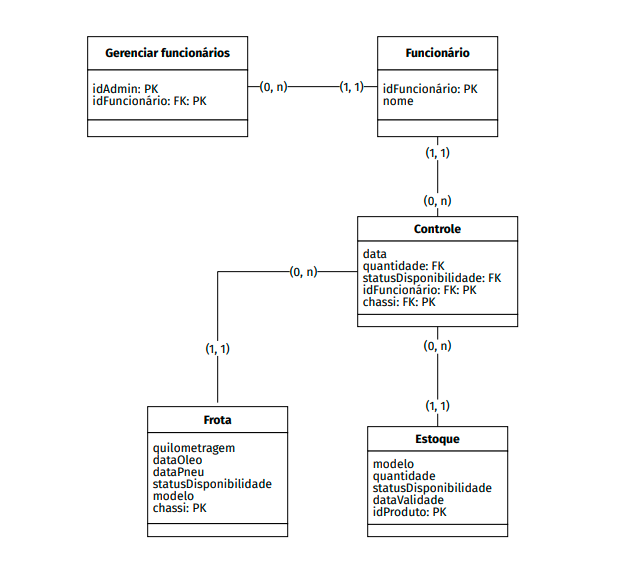 Gerenciar funcionários
idAdmin: PK
idFuncionário: FK: PK
(0, n)
(1, 1)
Funcionário
idFuncionário: PK
nome
(1, 1)
(0, n)
Controle
data
quantidade: FK
statusDisponibilidade: FK
idFuncionário: FK: PK
chassi: FK: PK
(0, n)
(1, 1)
(0, n)
(1, 1)
Frota
quilometragem
dataOleo
dataPneu
statusDisponibilidade
modelo
chassi: PK
Estoque
modelo
quantidade
statusDisponibilidade
dataValidade
idProduto: PK